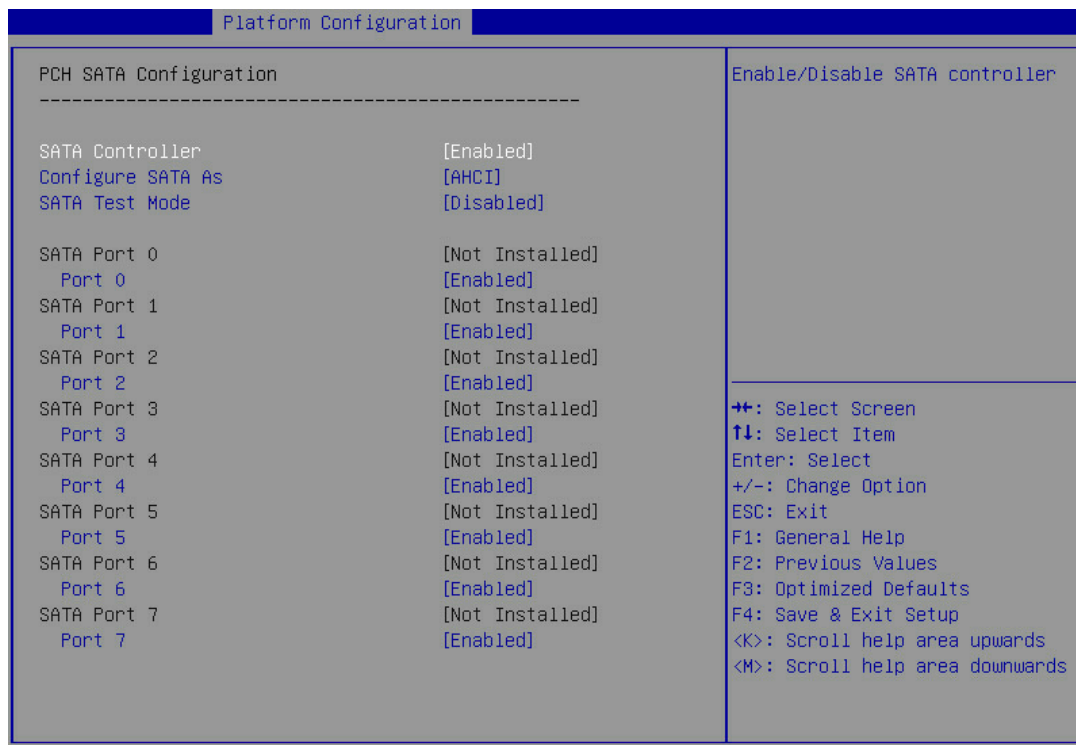 Platform Configuration
PCH SATA Configuration
--------------------------------------------------
SATA Controller [Enabled]
Configure SATA As [AHCI]
SATA Test Mode [Disabled]
SATA Port 0 [Not Installed]
Port 0 [Enabled]
SATA Port 1 [Not Installed]
Port 1 [Enabled]
SATA Port 2 [Not Installed]
Port 2 [Enabled]
SATA Port 3 [Not Installed]
Port 3 [Enabled]
SATA Port 4 [Not Installed]
Port 4 [Enabled]
SATA Port 5 [Not Installed]
Port 5 [Enabled]
SATA Port 6 [Not Installed]
Port 6 [Enabled]
SATA Port 7 [Not Installed]
Port 7 [Enabled]
Enable/Disable SATA controller
→←: Select Screen
↑↓: Select Item
Enter: Select
+/-: Change Option
ESC: Exit
F1: General Help
F2: Previous Values
F3: Optimized Defaults
F4: Save & Exit Setup
<K>: Scroll help area upwards
<M>: Scroll help area downwards